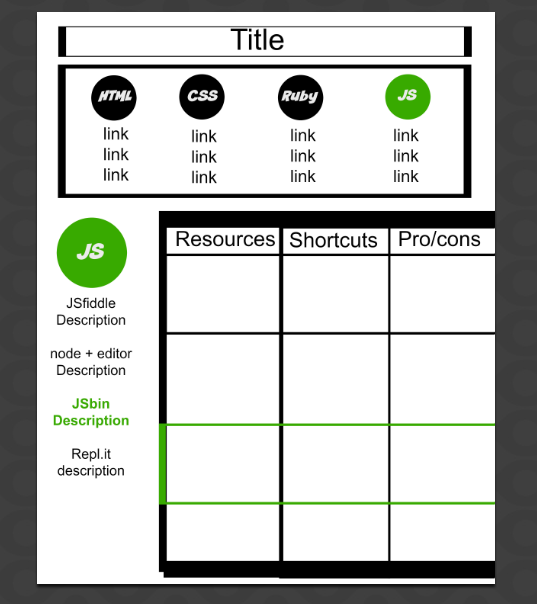 Title
HTML CSS Ruby JS
link link link link
link link link link
link link link link
JS
Resources Shortcuts Pro/cons
JSfiddle
Description
node + editor
Description
JSbin
Description
Repl.it
description